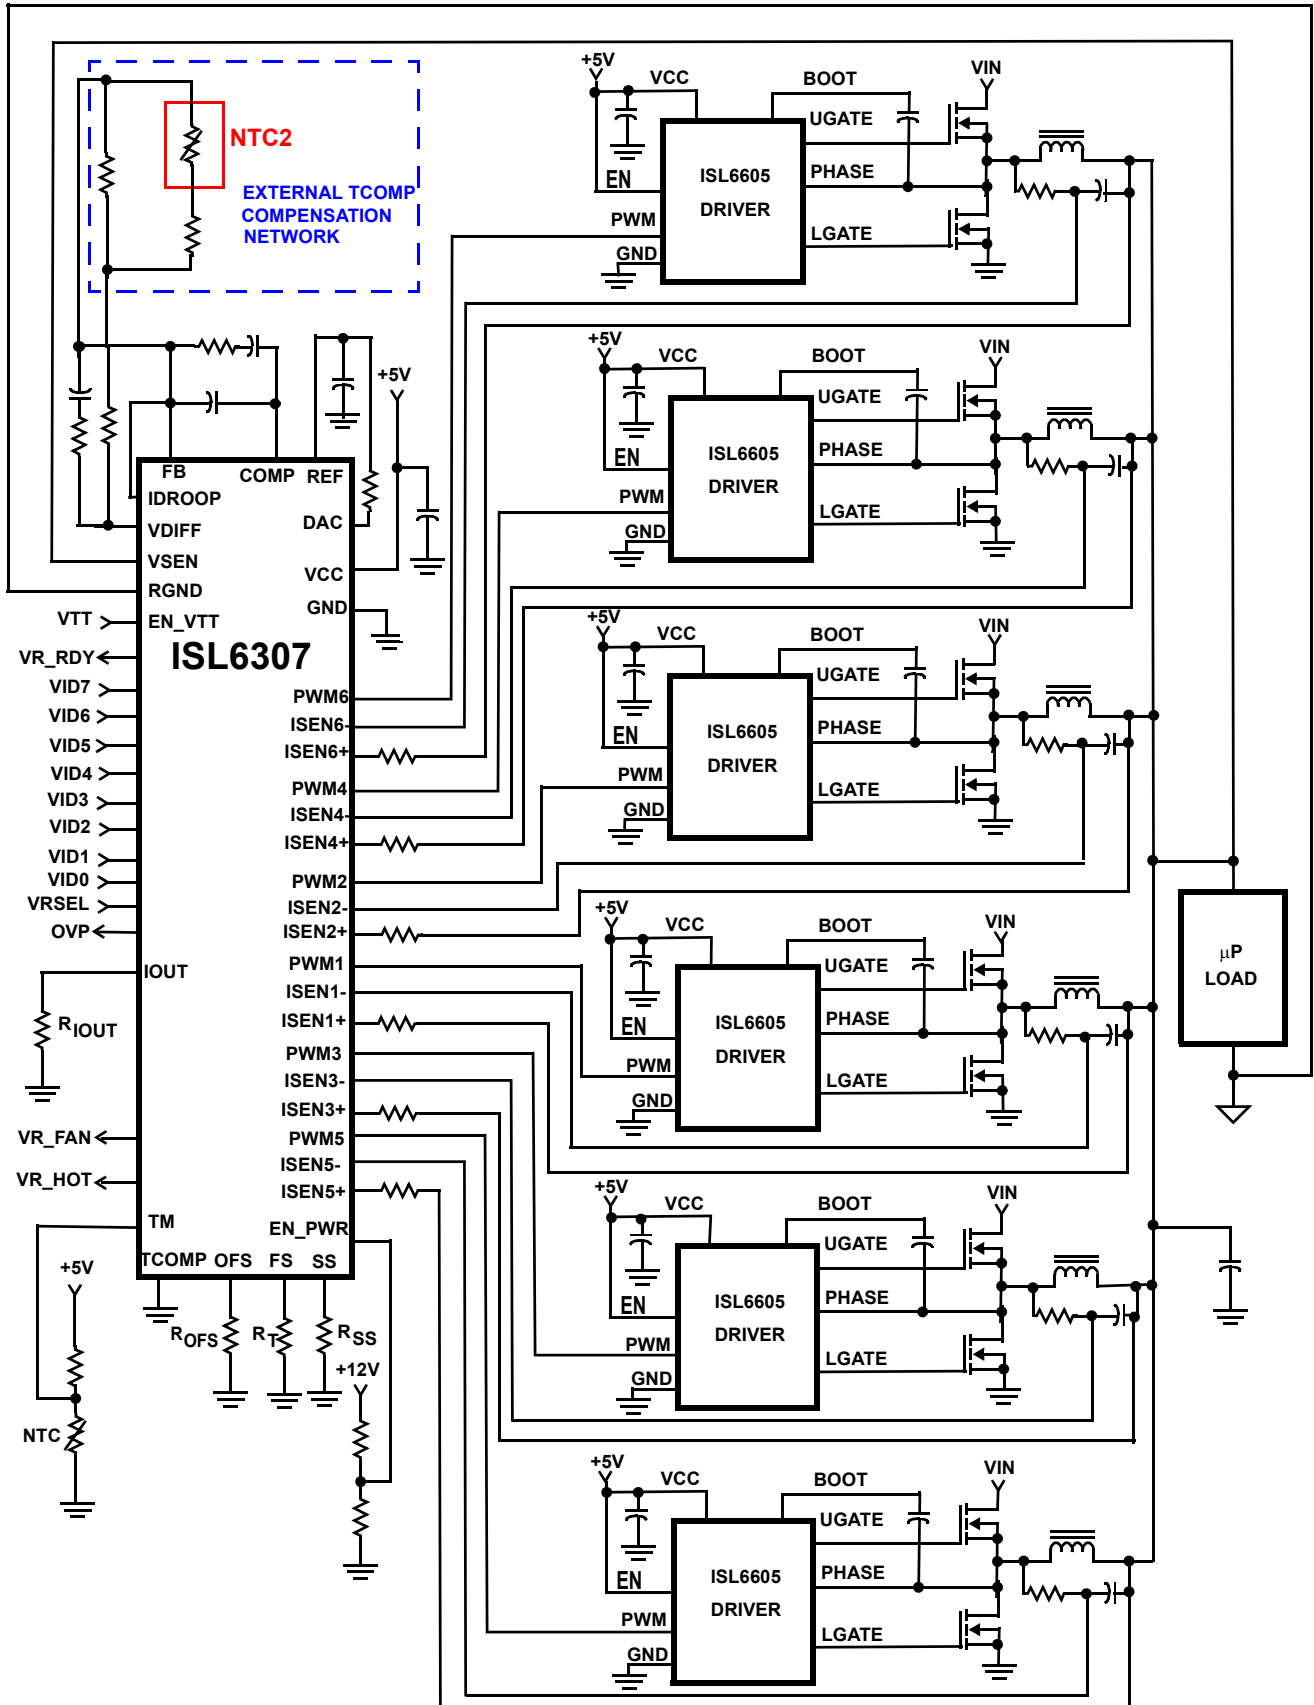 NTC2
EXTERNAL TCOMP
COMPENSATION
NETWORK
+5V
VCC
BOOT
VIN
UGATE
ISL6605
DRIVER
EN
PHASE
PWM
LGATE
GND
+5V
VCC
BOOT
VIN
UGATE
ISL6605
DRIVER
EN
PHASE
PWM
LGATE
GND
+5V
VCC
BOOT
VIN
UGATE
ISL6605
DRIVER
EN
PHASE
PWM
LGATE
GND
+5V
VCC
BOOT
VIN
UGATE
ISL6605
DRIVER
EN
PHASE
PWM
LGATE
GND
+5V
VCC
BOOT
VIN
UGATE
ISL6605
DRIVER
EN
PHASE
PWM
LGATE
GND
+5V
VCC
BOOT
VIN
UGATE
ISL6605
DRIVER
EN
PHASE
PWM
LGATE
GND
+5V
FB
COMP
REF
IDROOP
DAC
VDIFF
VSEN
VCC
RGND
GND
VTT
EN_VTT
ISL6307
VR_RDY
VID7
VID6
VID5
VID4
VID3
VID2
VID1
VID0
VRSEL
OVP
IOUT
RIOUT
VR_FAN
VR_HOT
TM
PWM6
ISEN6-
ISEN6+
PWM4
ISEN4-
ISEN4+
PWM2
ISEN2-
ISEN2+
PWM1
ISEN1-
ISEN1+
PWM3
ISEN3-
ISEN3+
PWM5
ISEN5-
ISEN5+
EN_PWR
TCOMP
OFS
FS
SS
+5V
ROFS
RT
RSS
+12V
NTC
µP
LOAD